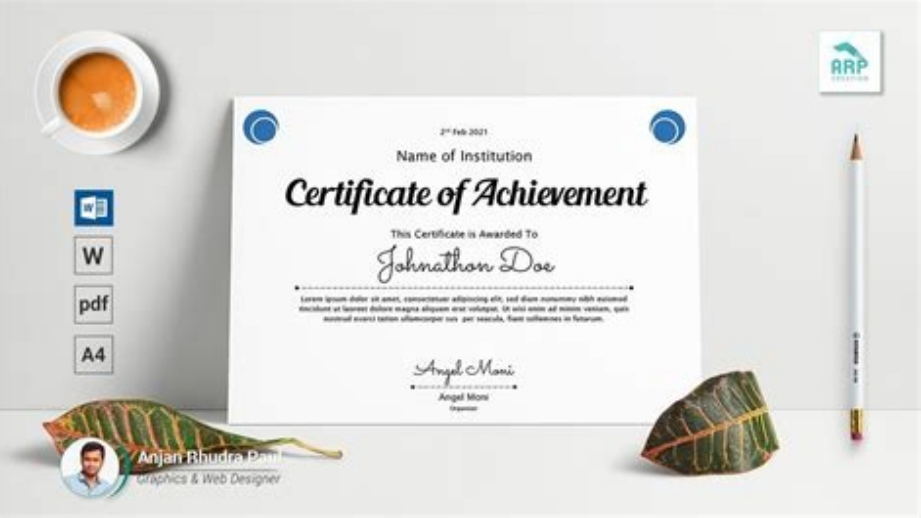 ARP
CREATION
2nd Feb 2021
Name of Institution
Certificate of Achievement
This Certificate is Awarded To
Johnathon Doe
Lorem ipsum dolor sit amet, consectetuer adipiscing elit, sed diam nonummy nibh euismod
tincidunt ut laoreet dolore magna aliquam erat volutpat. Ut wisi enim ad minim veniam, quis
nostrud exerci tation ullamcorper sus per seacula, fiant sollemnes in futurum.
Angel Moni
Angel Moni
Organizer
W
W
pdf
A4
Anjan Rhudra Paul
Graphics & Web Designer